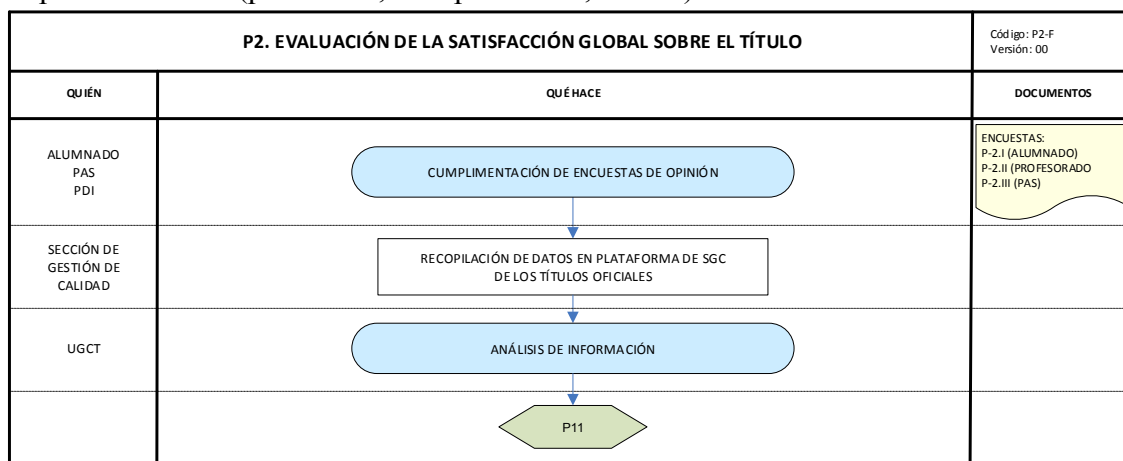 P2. EVALUACIÓN DE LA SATISFACCIÓN GLOBAL SOBRE EL TÍTULO
Código: P2-F
Versión: 00
QUIÉN
QUÉ HACE
DOCUMENTOS
ALUMNADO
PAS
PDI
CUMPLIMENTACIÓN DE ENCUESTAS DE OPINIÓN
ENCUESTAS:
P-2.I (ALUMNADO)
P-2.II (PROFESORADO
P-2.III (PAS)
SECCIÓN DE
GESTIÓN DE
CALIDAD
RECOPILACIÓN DE DATOS EN PLATAFORMA DE SGC
DE LOS TÍTULOS OFICIALES
UGCT
ANÁLISIS DE INFORMACIÓN
P11